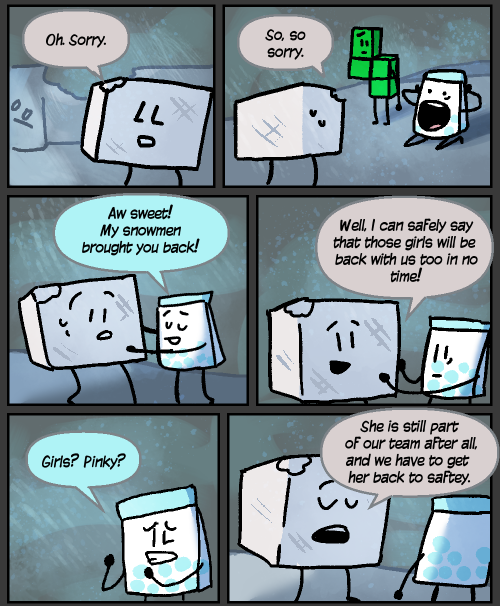 Oh. Sorry.
So, so
sorry.
Aw sweet!
My snowmen
brought you back!
Well, I can safely say
that those girls will be
back with us too in no
time!
Girls? Pinky?
She is still part
of our team after all,
and we have to get
her back to saftey.